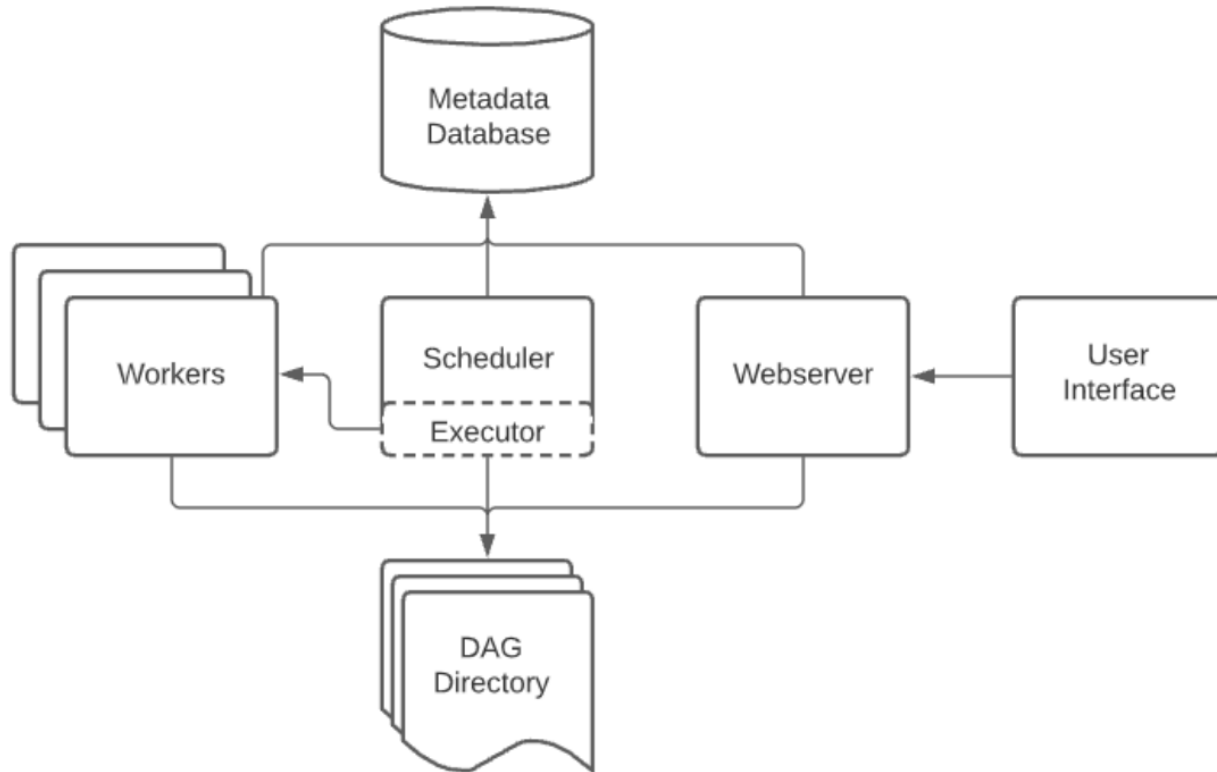 Metadata
Database
Workers
Scheduler
Executor
Webserver
User
Interface
DAG
Directory